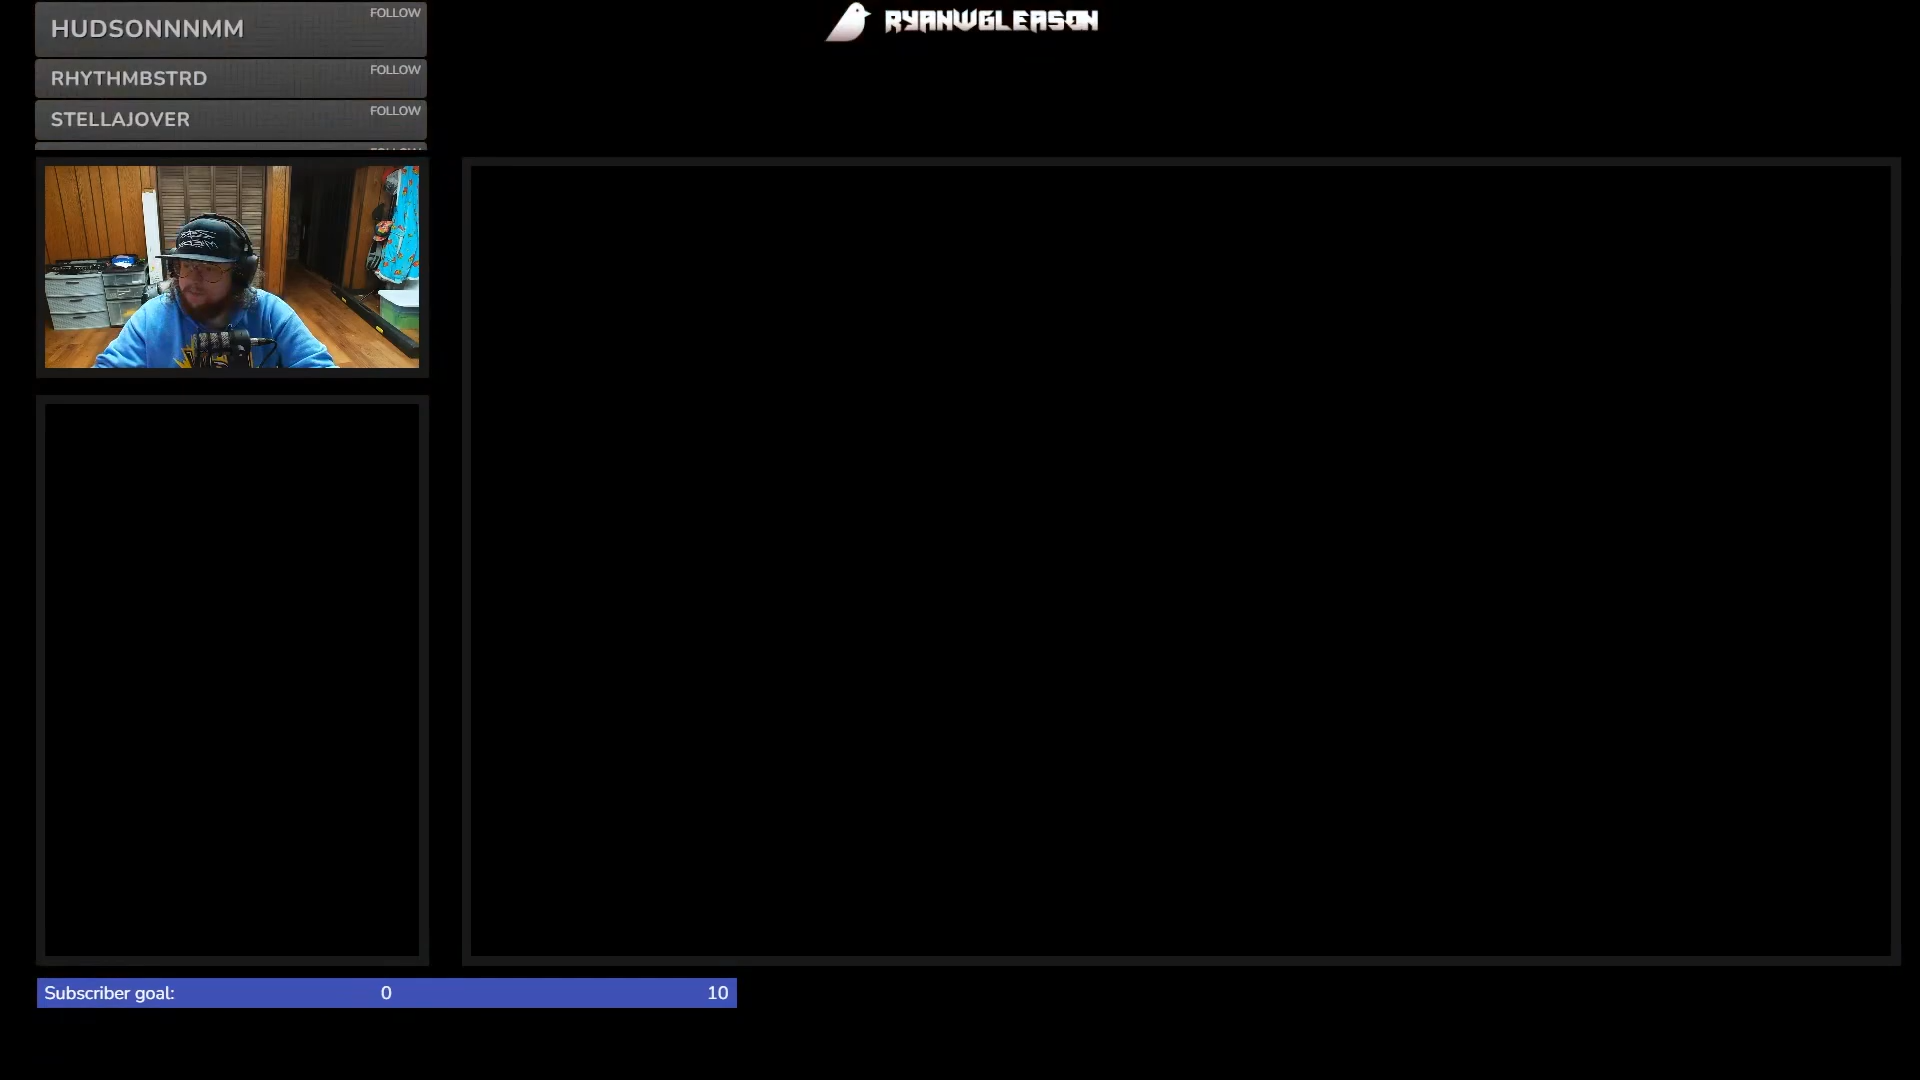 HUDSONNNMM
FOLLOW
RHYTHMBSTRD
FOLLOW
STELLAJOVER
FOLLOW
RYANWGLEASON
Subscriber goal: 0 10